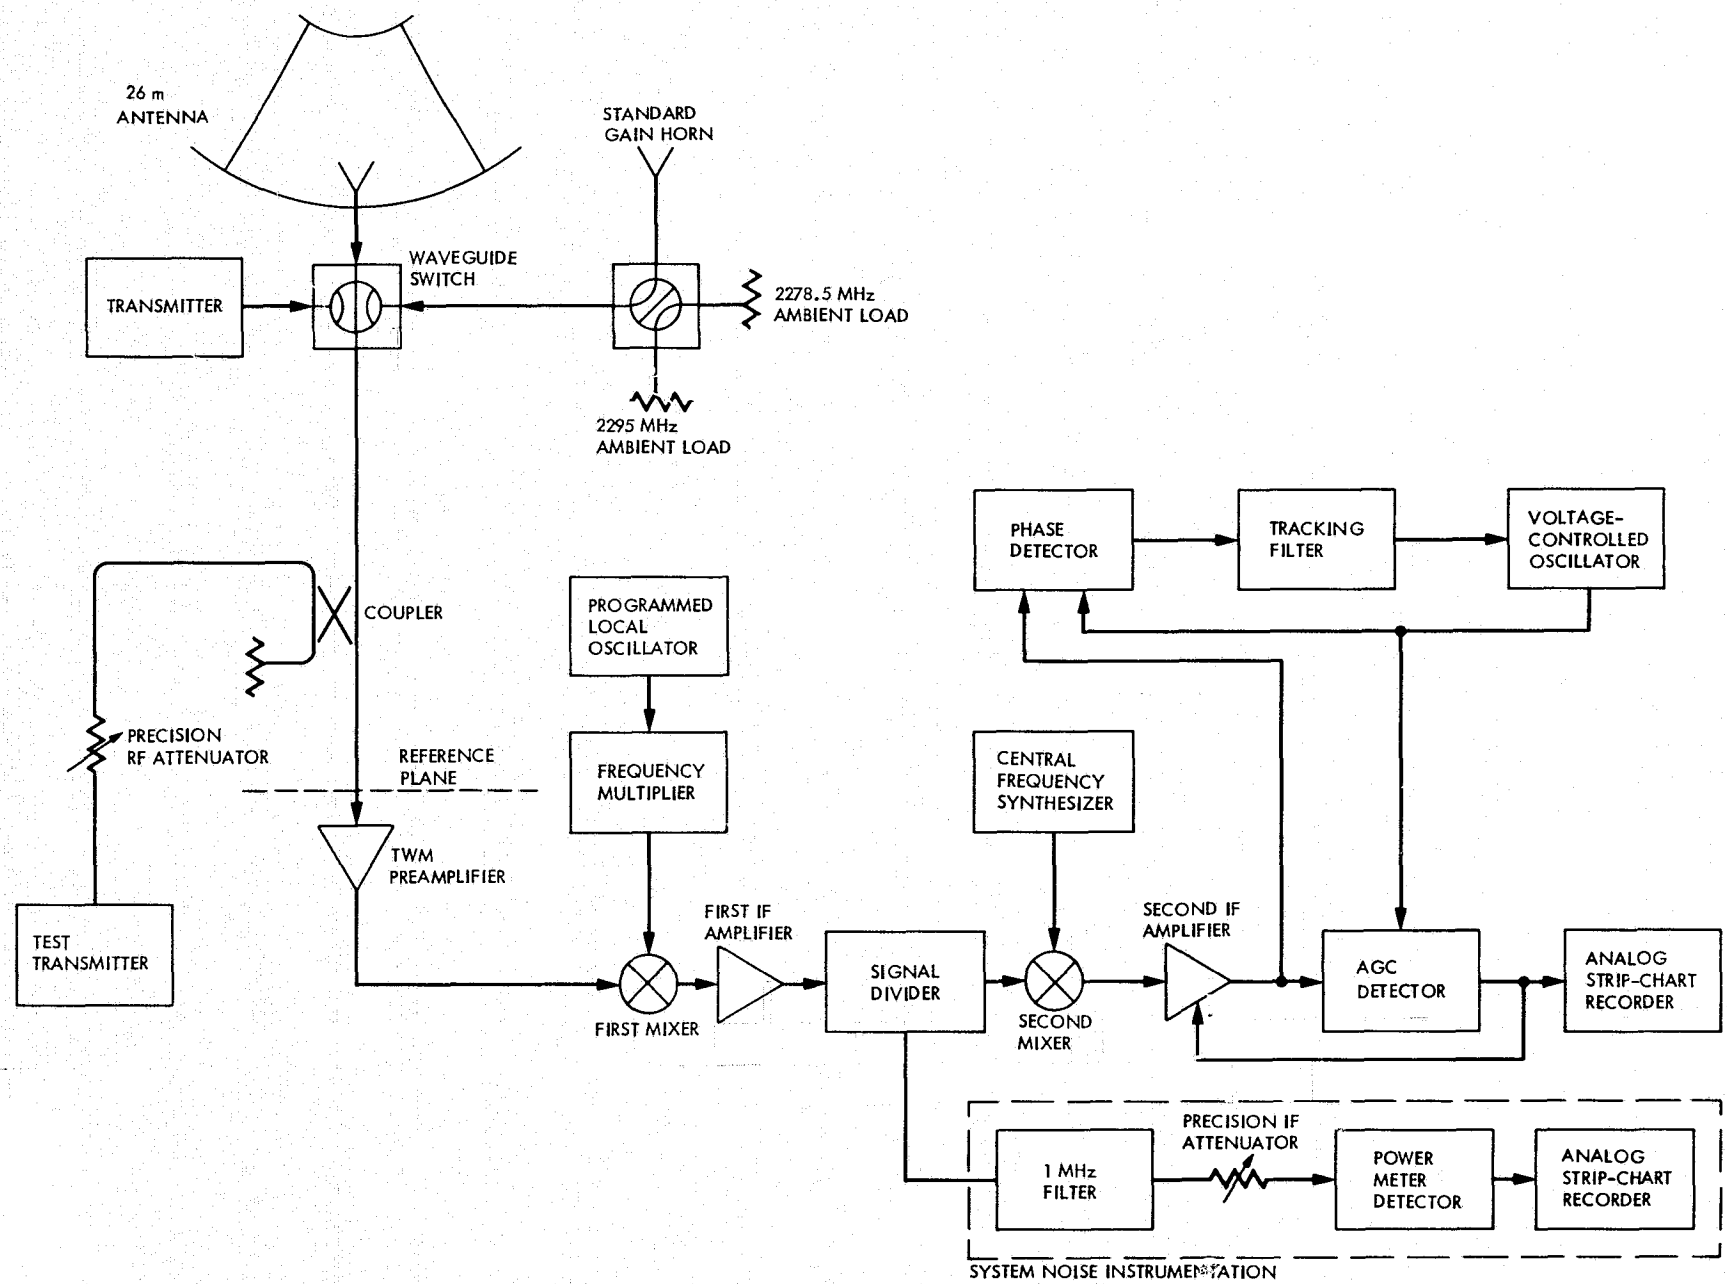 26 m
ANTENNA
STANDARD
GAIN HORN
WAVEGUIDE
SWITCH
TRANSMITTER
2278.5 MHz
AMBIENT LOAD
2295 MHz
AMBIENT LOAD
PHASE
DETECTOR
TRACKING
FILTER
VOLTAGE-
CONTROLLED
OSCILLATOR
COUPLER
PROGRAMMED
LOCAL
OSCILLATOR
PRECISION
RF ATTENUATOR
REFERENCE
PLANE
FREQUENCY
MULTIPLIER
CENTRAL
FREQUENCY
SYNTHESIZER
TWM
PREAMPLIFIER
TEST
TRANSMITTER
FIRST IF
AMPLIFIER
SECOND IF
AMPLIFIER
SIGNAL
DIVIDER
AGC
DETECTOR
ANALOG
STRIP-CHART
RECORDER
FIRST MIXER
SECOND
MIXER
PRECISION IF
ATTENUATOR
1 MHz
FILTER
POWER
METER
DETECTOR
ANALOG
STRIP-CHART
RECORDER
SYSTEM NOISE INSTRUMENTATION